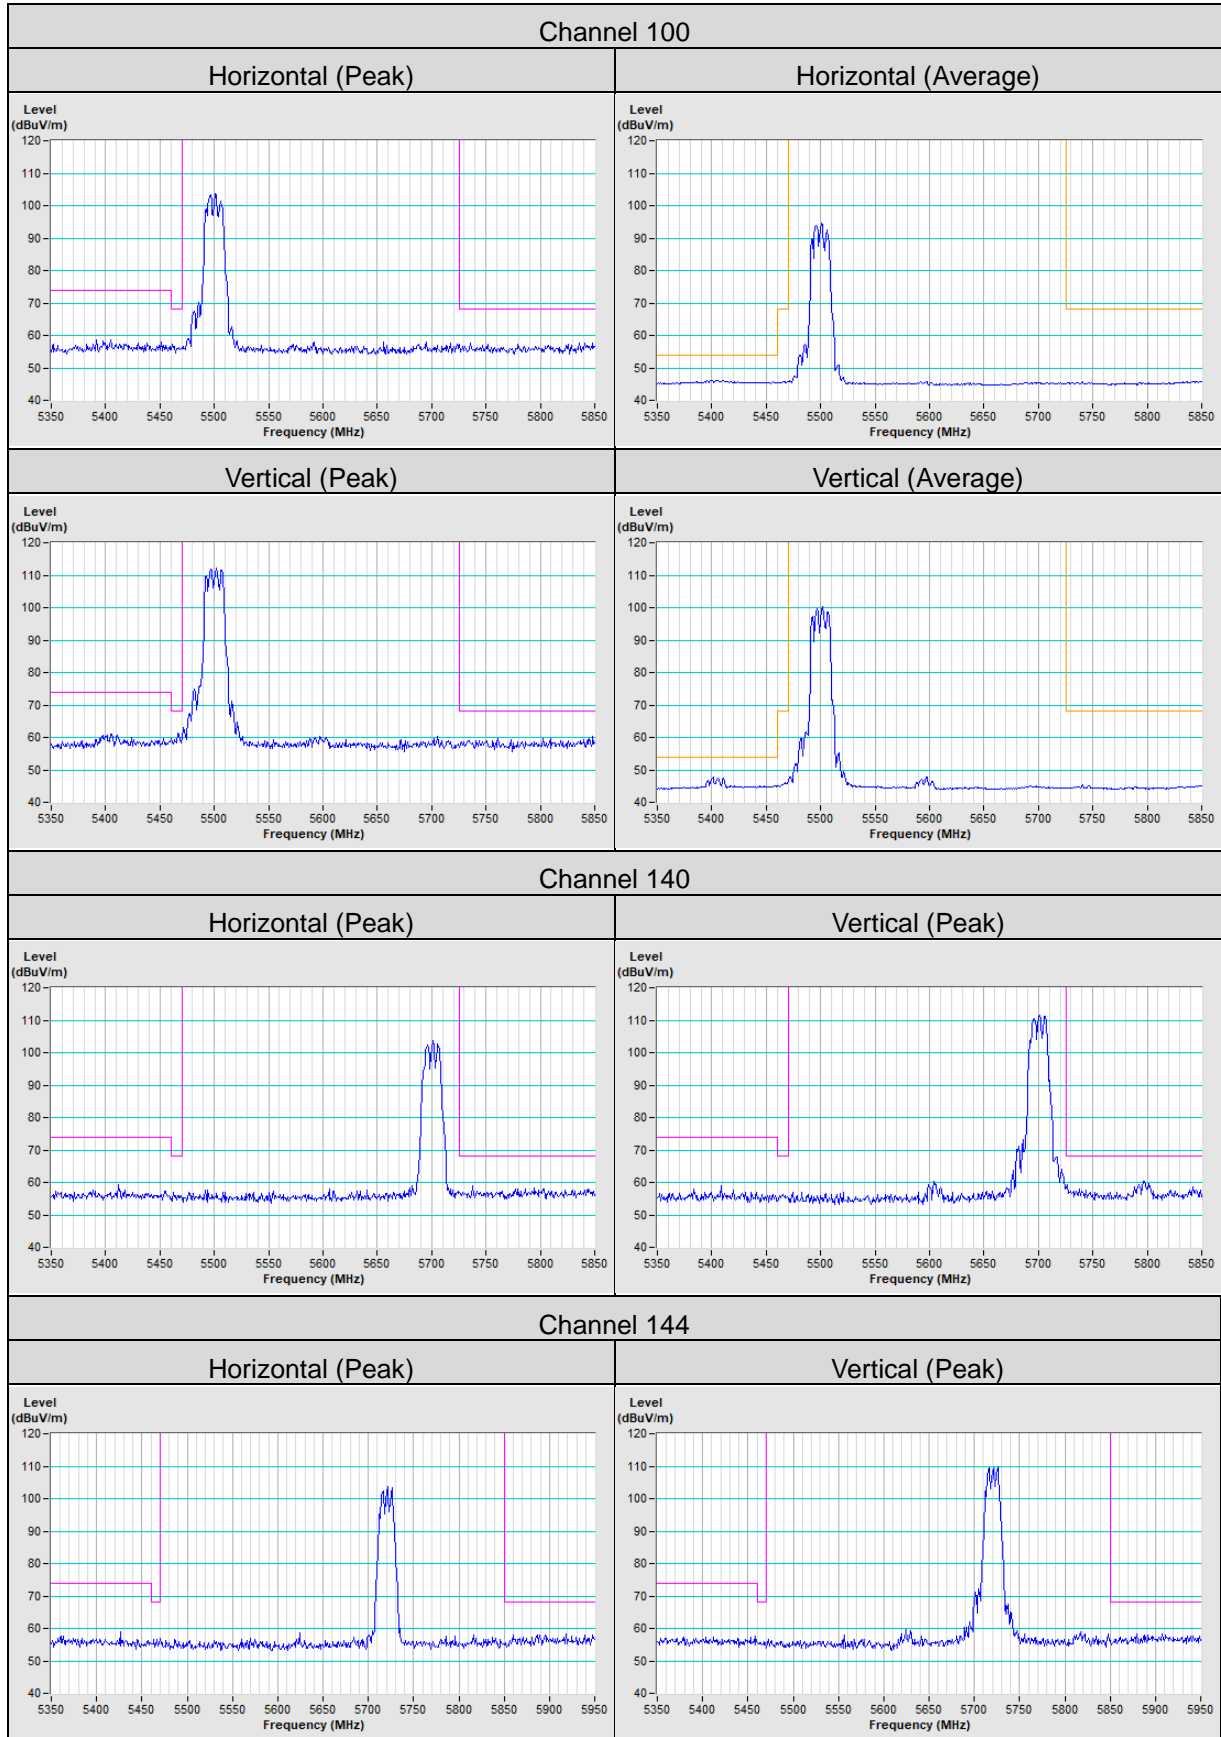 Channel 100
Horizontal (Peak) Horizontal (Average)
Level
(dBuV/m)
120
110
100
90
80
70
60
50
40
5350 5400 5450 5500 5550 5600 5650 5700 5750 5800 5850
Frequency (MHz)
Level
(dBuV/m)
120
110
100
90
80
70
60
50
40
5350 5400 5450 5500 5550 5600 5650 5700 5750 5800 5850
Frequency (MHz)
Vertical (Peak) Vertical (Average)
Level
(dBuV/m)
120
110
100
90
80
70
60
50
40
5350 5400 5450 5500 5550 5600 5650 5700 5750 5800 5850
Frequency (MHz)
Level
(dBuV/m)
120
110
100
90
80
70
60
50
40
5350 5400 5450 5500 5550 5600 5650 5700 5750 5800 5850
Frequency (MHz)
Channel 140
Horizontal (Peak) Vertical (Peak)
Level
(dBuV/m)
120
110
100
90
80
70
60
50
40
5350 5400 5450 5500 5550 5600 5650 5700 5750 5800 5850
Frequency (MHz)
Level
(dBuV/m)
120
110
100
90
80
70
60
50
40
5350 5400 5450 5500 5550 5600 5650 5700 5750 5800 5850
Frequency (MHz)
Channel 144
Horizontal (Peak) Vertical (Peak)
Level
(dBuV/m)
120
110
100
90
80
70
60
50
40
5350 5400 5450 5500 5550 5600 5650 5700 5750 5800 5850 5900 5950
Frequency (MHz)
Level
(dBuV/m)
120
110
100
90
80
70
60
50
40
5350 5400 5450 5500 5550 5600 5650 5700 5750 5800 5850 5900 5950
Frequency (MHz)